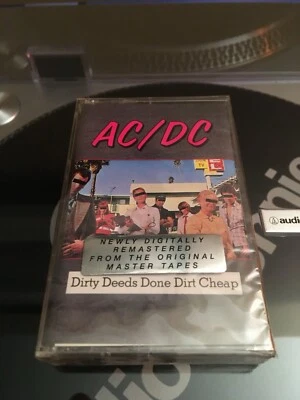 AC/DC
NEWLY DIGITALLY
REMASTERED
FROM THE ORIGINAL
MASTER TAPES
Dirty Deeds Done Dirt Cheap
audio